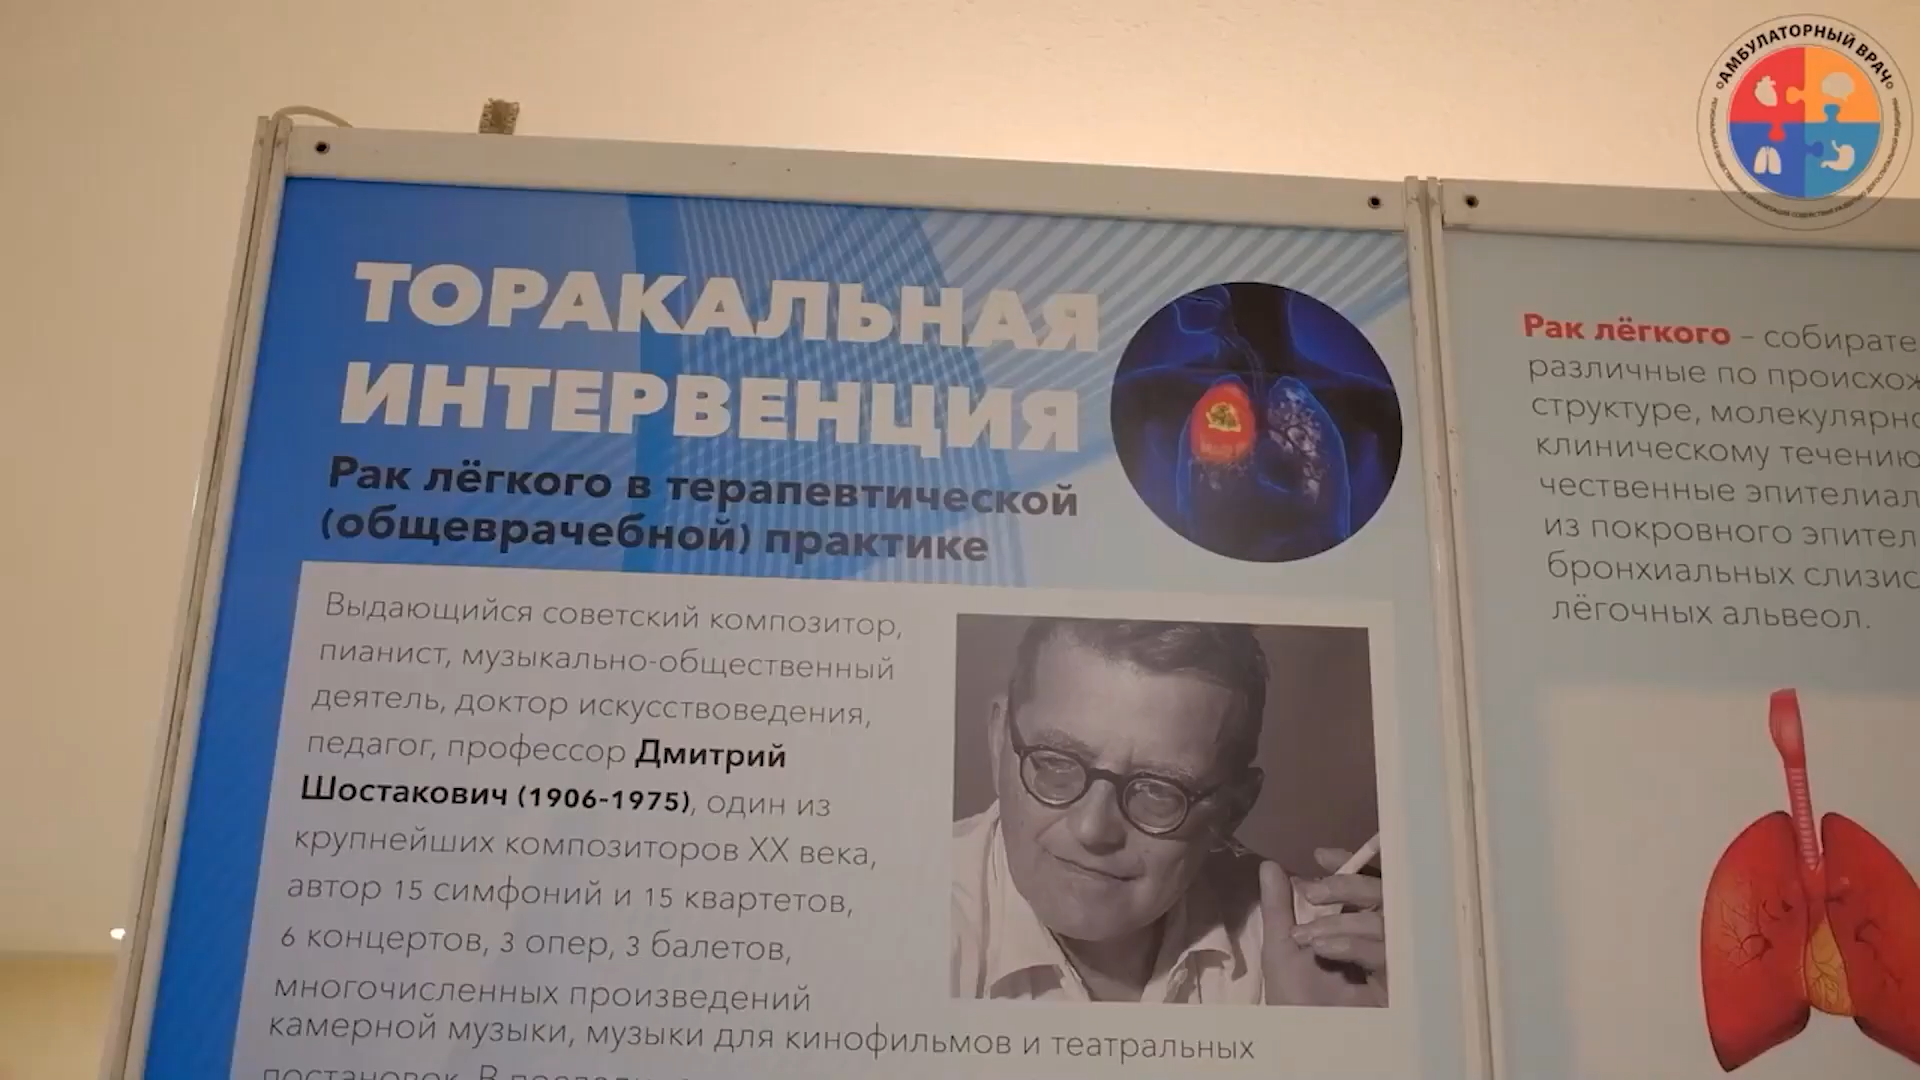 АМБУЛАТОРНЫЙ ВРАЧ
ТОРАКАЛЬНАЯ
ИНТЕРВЕНЦИЯ
Рак лёгкого в терапевтической
(общеврачебной) практике
Выдающийся советский композитор,
пианист, музыкально-общественный
деятель, доктор искусствоведения,
педагог, профессор Дмитрий
Шостакович (1906-1975), один из
крупнейших композиторов XX века,
автор 15 симфоний и 15 квартетов,
6 концертов, 3 опер, 3 балетов,
многочисленных произведений
камерной музыки, музыки для кинофильмов и театральных
постановок. В
Рак лёгкого – собирате
различные по происхож
структуре, молекулярно
клиническому течению
чественные эпителиал
из покровного эпител
бронхиальных слизис
лёгочных альвеол.